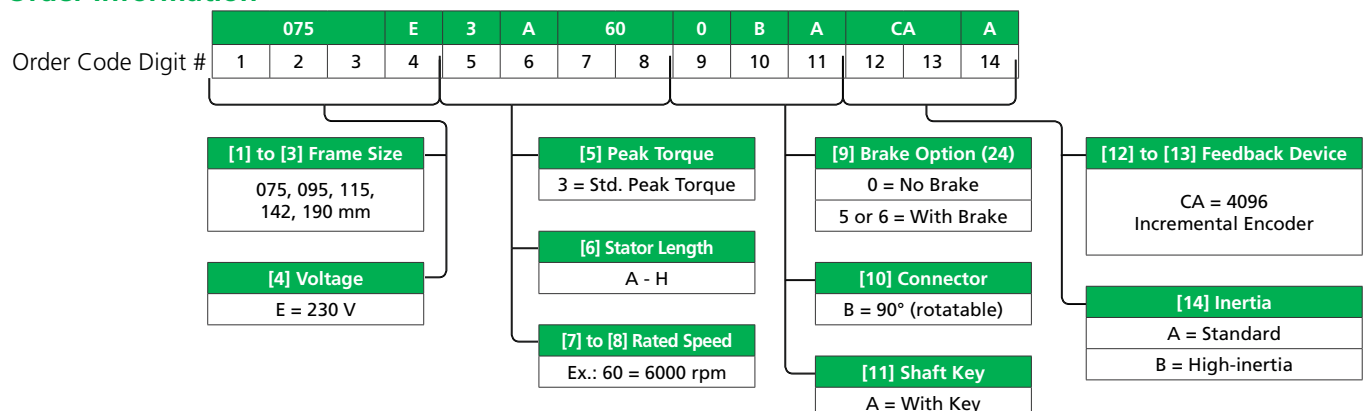 075 E 3 A 60 0 B A CA A
Order Code Digit # 1 2 3 4 5 6 7 8 9 10 11 12 13 14
[1] to [3] Frame Size
075, 095, 115,
142, 190 mm
[4] Voltage
E = 230 V
[5] Peak Torque
3 = Std. Peak Torque
[6] Stator Length
A - H
[7] to [8] Rated Speed
Ex.: 60 = 6000 rpm
[9] Brake Option (24)
0 = No Brake
5 or 6 = With Brake
[10] Connector
B = 90° (rotatable)
[11] Shaft Key
A = With Key
[12] to [13] Feedback Device
CA = 4096
Incremental Encoder
[14] Inertia
A = Standard
B = High-inertia